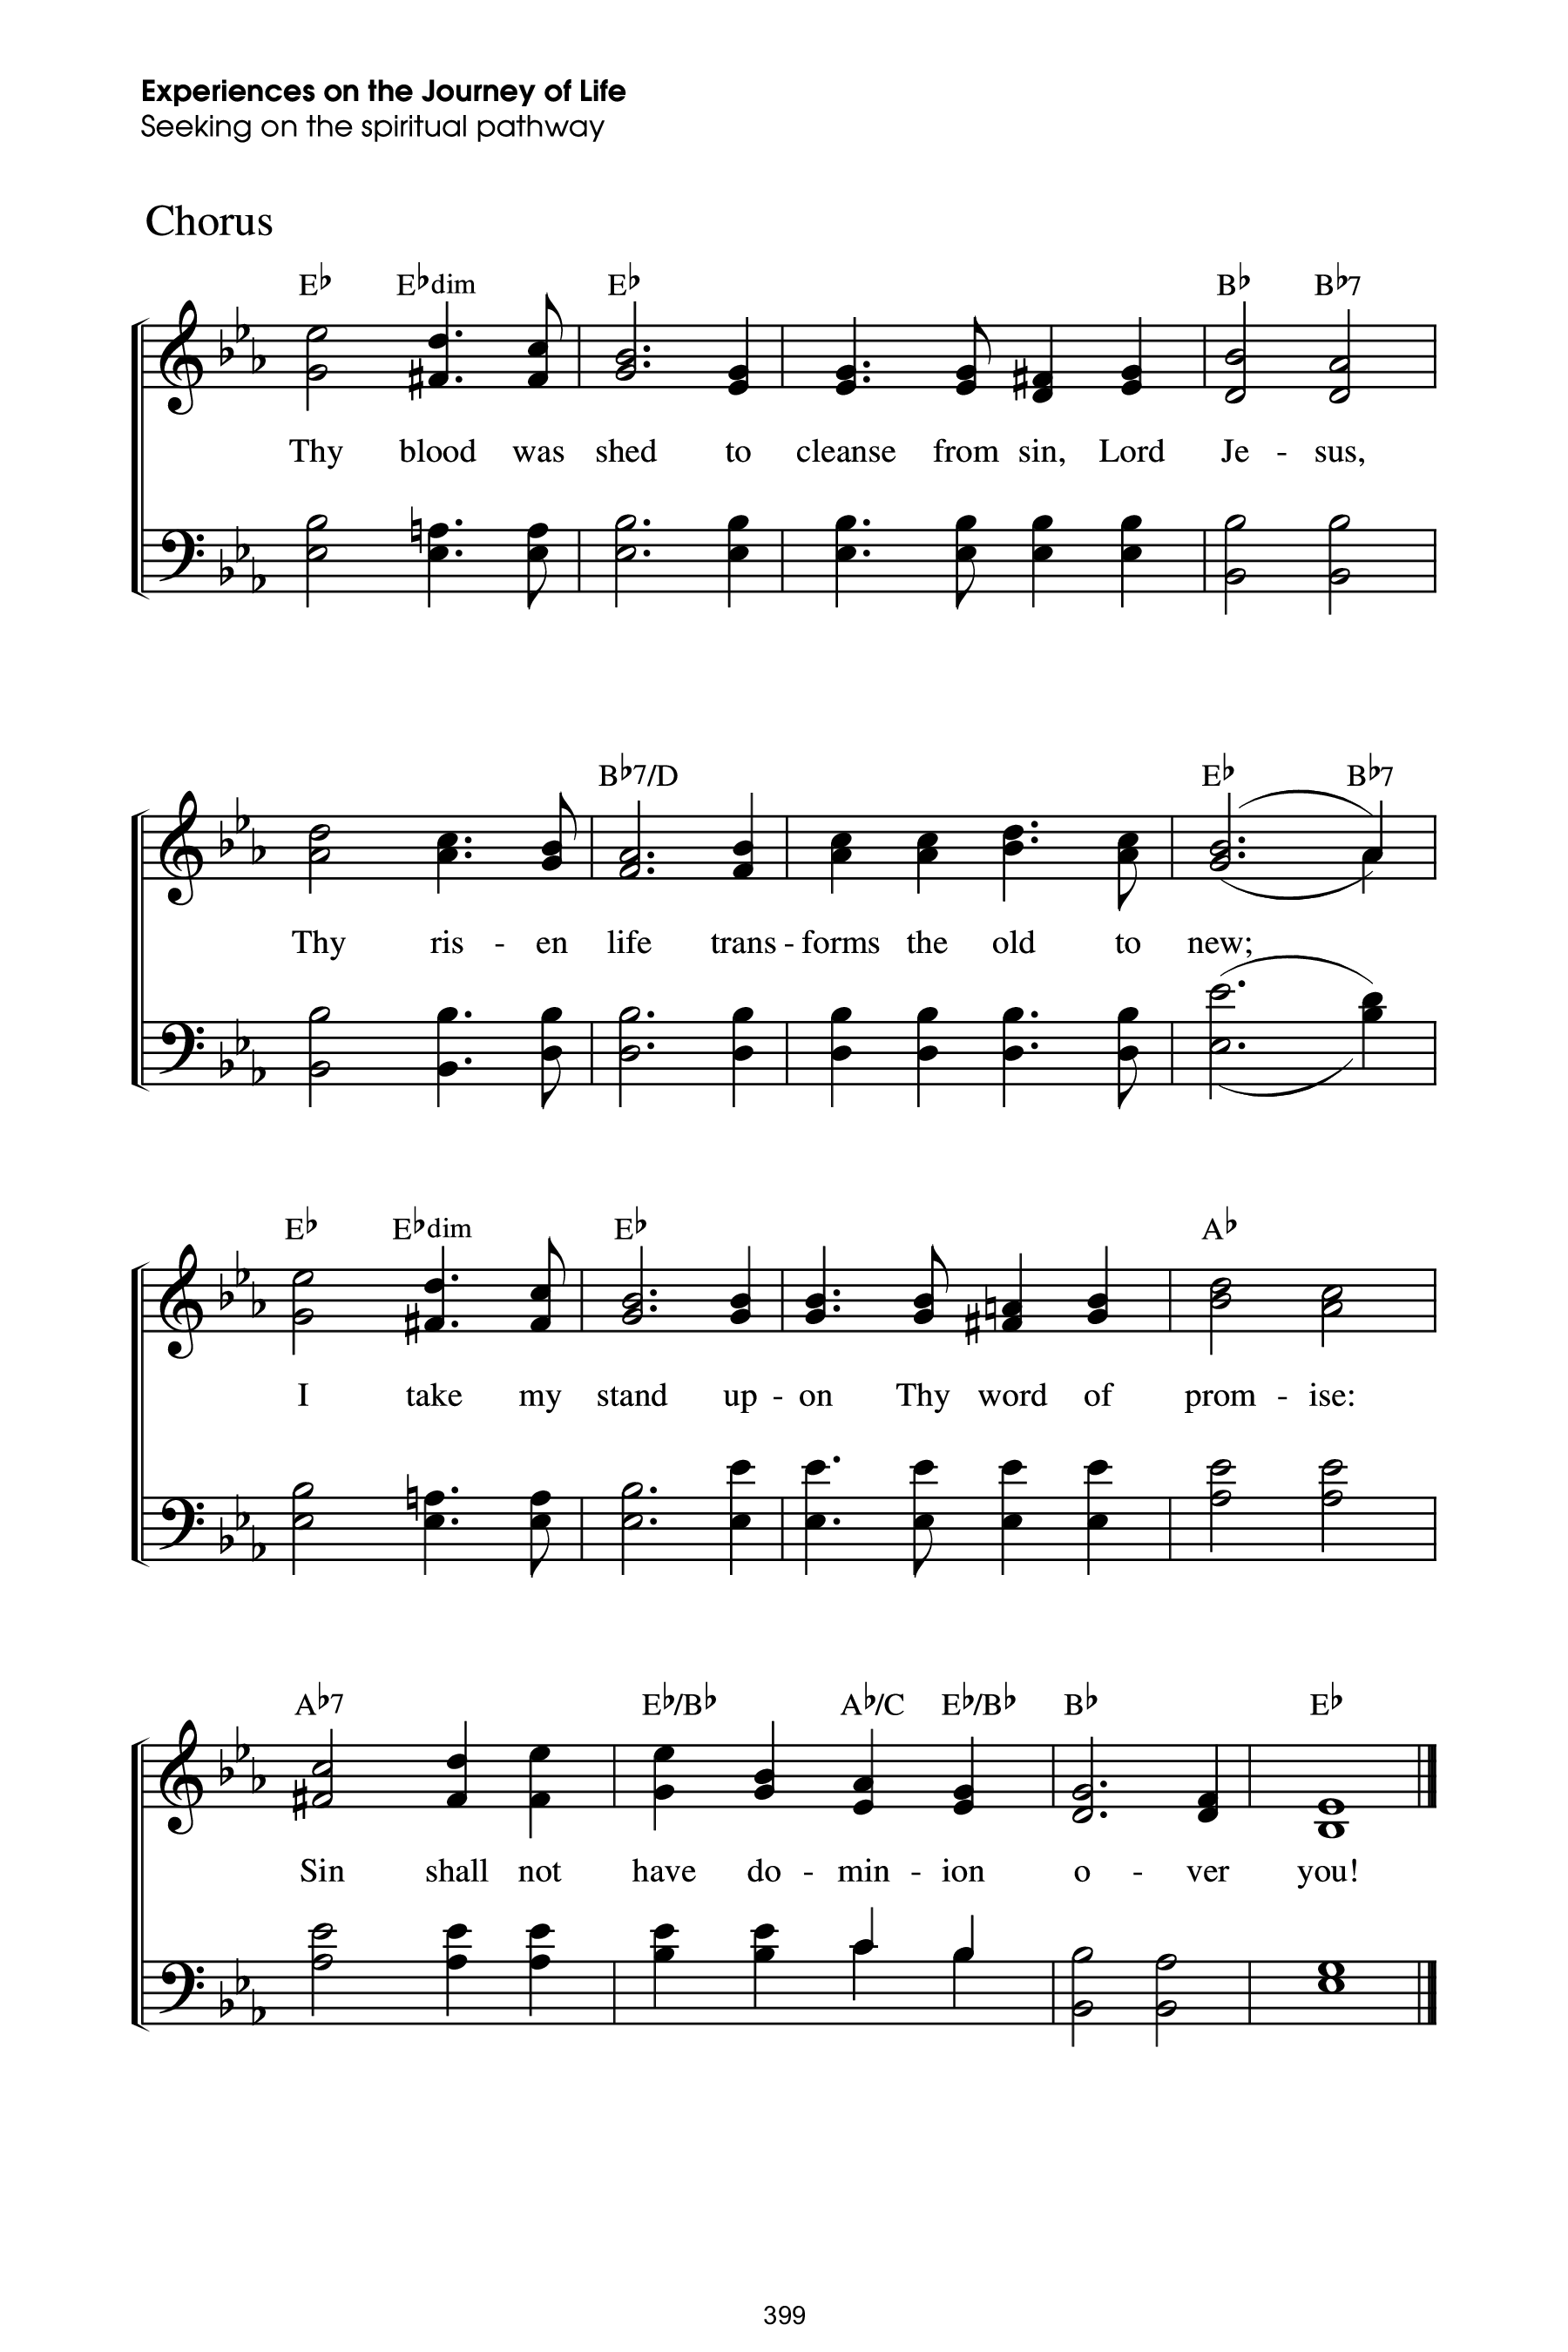 Experiences on the Journey of Life
Seeking on the spiritual pathway
Chorus
E♭ E♭dim E♭ B♭ B♭7
Thy blood was shed to cleanse from sin, Lord Je - sus,
B♭7/D E♭ B♭7
Thy ris - en life trans - forms the old to new;
E♭ E♭dim E♭ A♭
I take my stand up - on Thy word of prom - ise:
A♭7 E♭/B♭ A♭/C E♭/B♭ B♭ E♭
Sin shall not have do - min - ion o - ver you!
399